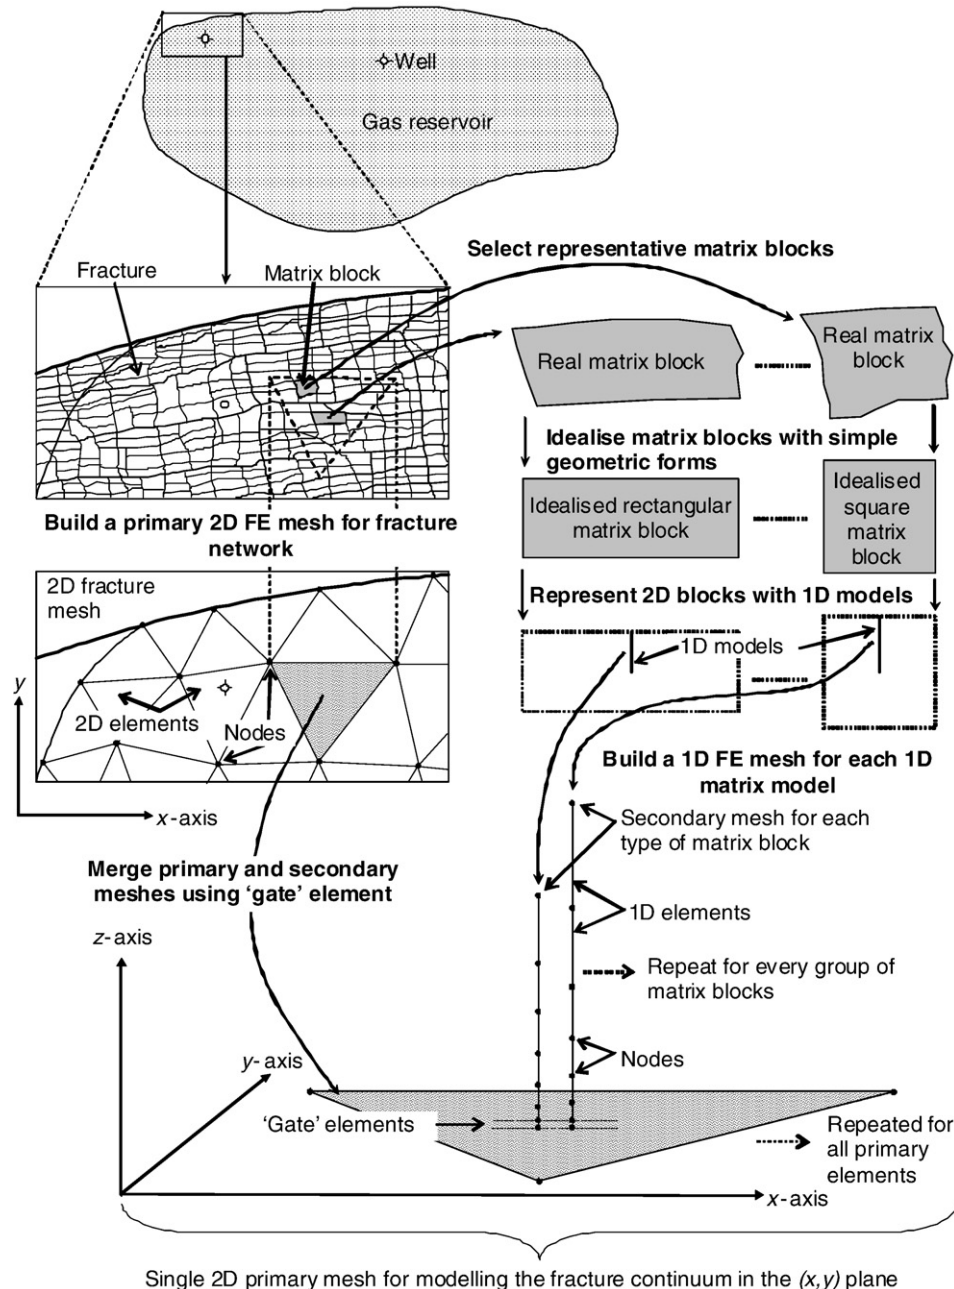 Well
Gas reservoir
Select representative matrix blocks
Fracture
Matrix block
Real matrix block
Real matrix
block
Idealise matrix blocks with simple
geometric forms
Idealised rectangular
matrix block
Idealised
square
matrix
block
Build a primary 2D FE mesh for fracture
network
2D fracture
mesh
Represent 2D blocks with 1D models
1D models
y
2D elements
Nodes
x-axis
Build a 1D FE mesh for each 1D
matrix model
Secondary mesh for each
type of matrix block
Merge primary and secondary
meshes using ‘gate’ element
1D elements
z-axis
Repeat for every group of
matrix blocks
y-axis
Nodes
‘Gate’ elements
Repeated for
all primary
elements
x-axis
Single 2D primary mesh for modelling the fracture continuum in the (x,y) plane